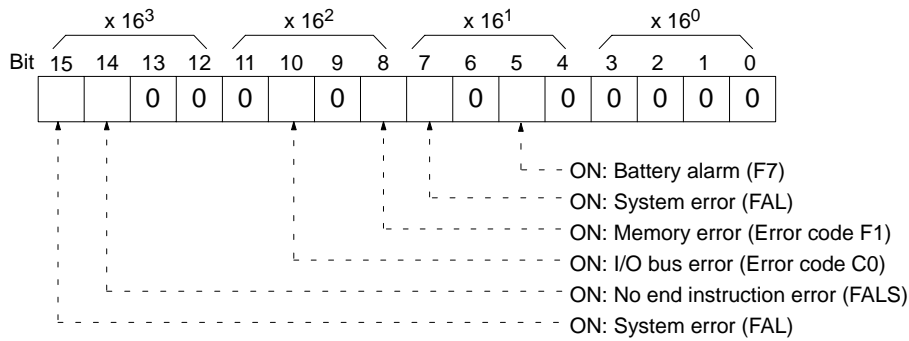 x 16³ x 16² x 16¹ x 16⁰
Bit 15 14 13 12 11 10 9 8 7 6 5 4 3 2 1 0
0 0 0 0 0 0 0 0 0 0
ON: Battery alarm (F7)
ON: System error (FAL)
ON: Memory error (Error code F1)
ON: I/O bus error (Error code C0)
ON: No end instruction error (FALS)
ON: System error (FAL)